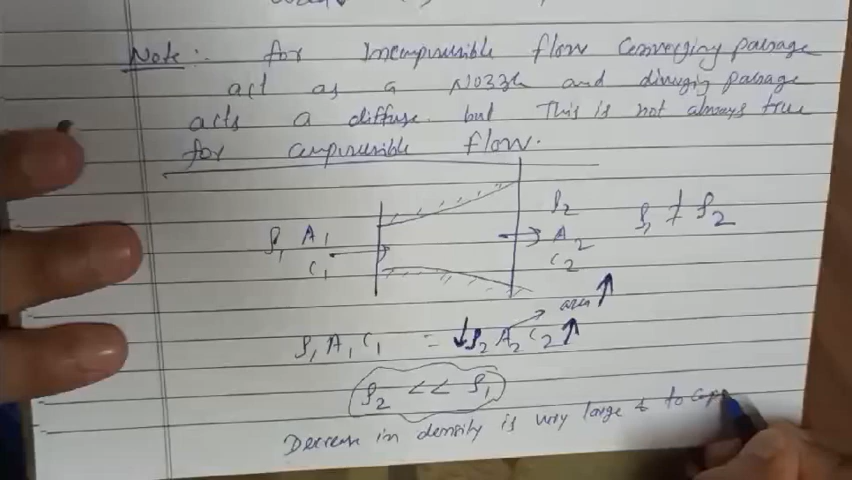 Note :- for Incompressible flow Converging passage
act as a Nozzle and diverging passage
acts a diffuse. but This is not always true
for compressible flow.
ρ₁ A₁ C₁
ρ₂ A₂ C₂
ρ₁ ≠ ρ₂
area ↑
ρ₁ A₁ C₁ = ↓ρ₂ A₂ C₂ ↑
ρ₂ << ρ₁
Decrease in density is very large to